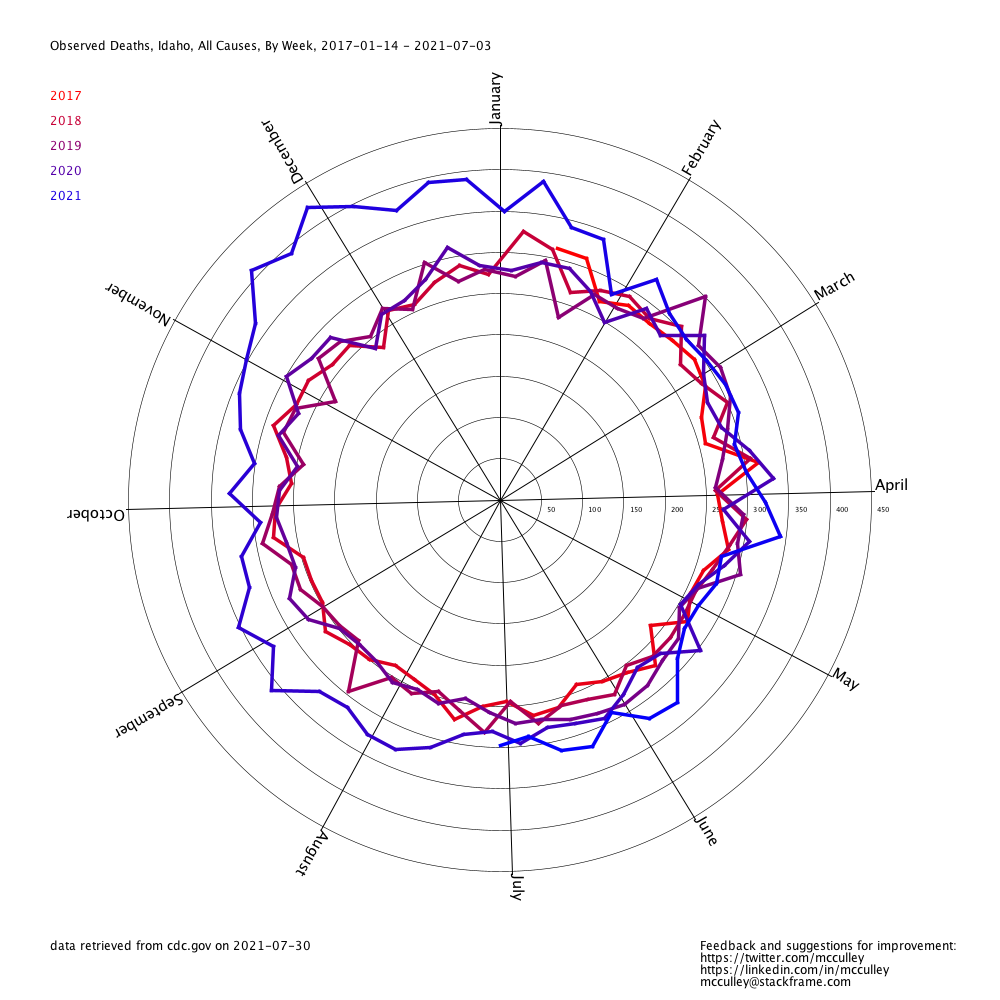 Observed Deaths, Idaho, All Causes, By Week, 2017-01-14 - 2021-07-03
2017
2018
2019
2020
2021
January
February
March
April
May
June
July
August
September
October
November
December
50
100
150
200
250
300
350
400
450
data retrieved from cdc.gov on 2021-07-30
Feedback and suggestions for improvement:
https://twitter.com/mcculley
https://linkedin.com/in/mcculley
mcculley@stackframe.com